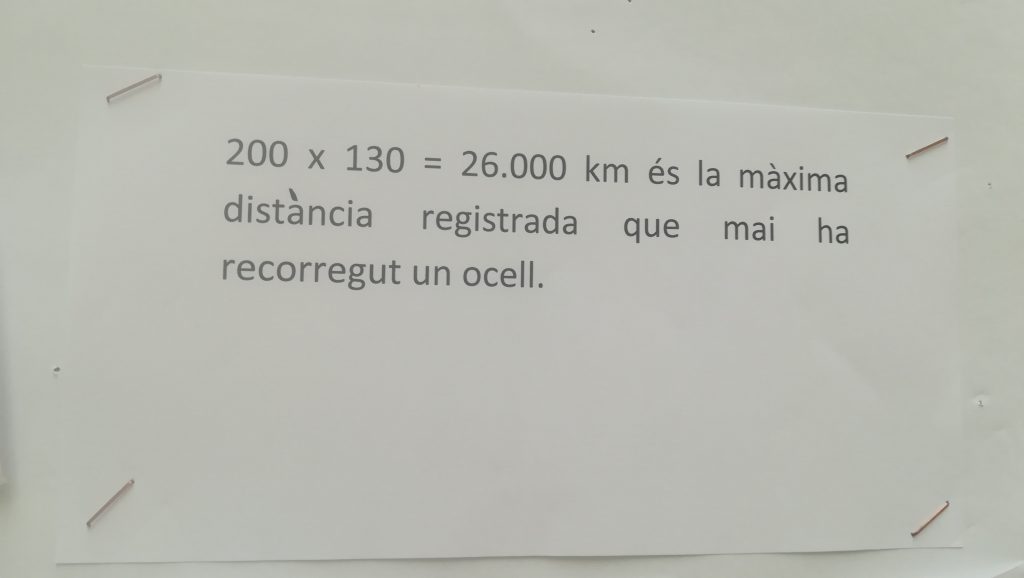 200 x 130 = 26.000 km és la màxima
distància registrada que mai ha
recorregut un ocell.